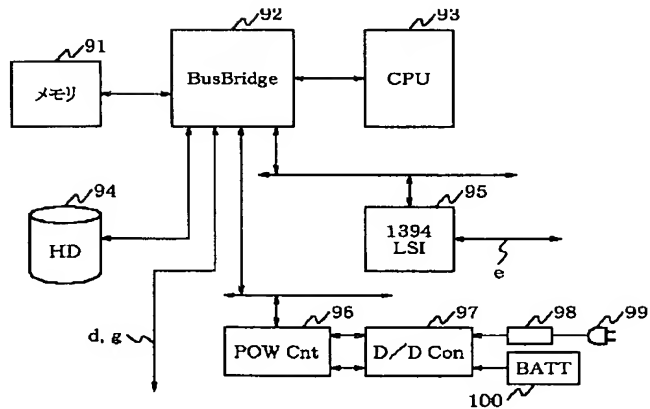 91
92
93
メモリ
BusBridge
CPU
94
HD
95
1394
LSI
e
d, g
96
97
98
99
POW Cnt
D/D Con
BATT
100